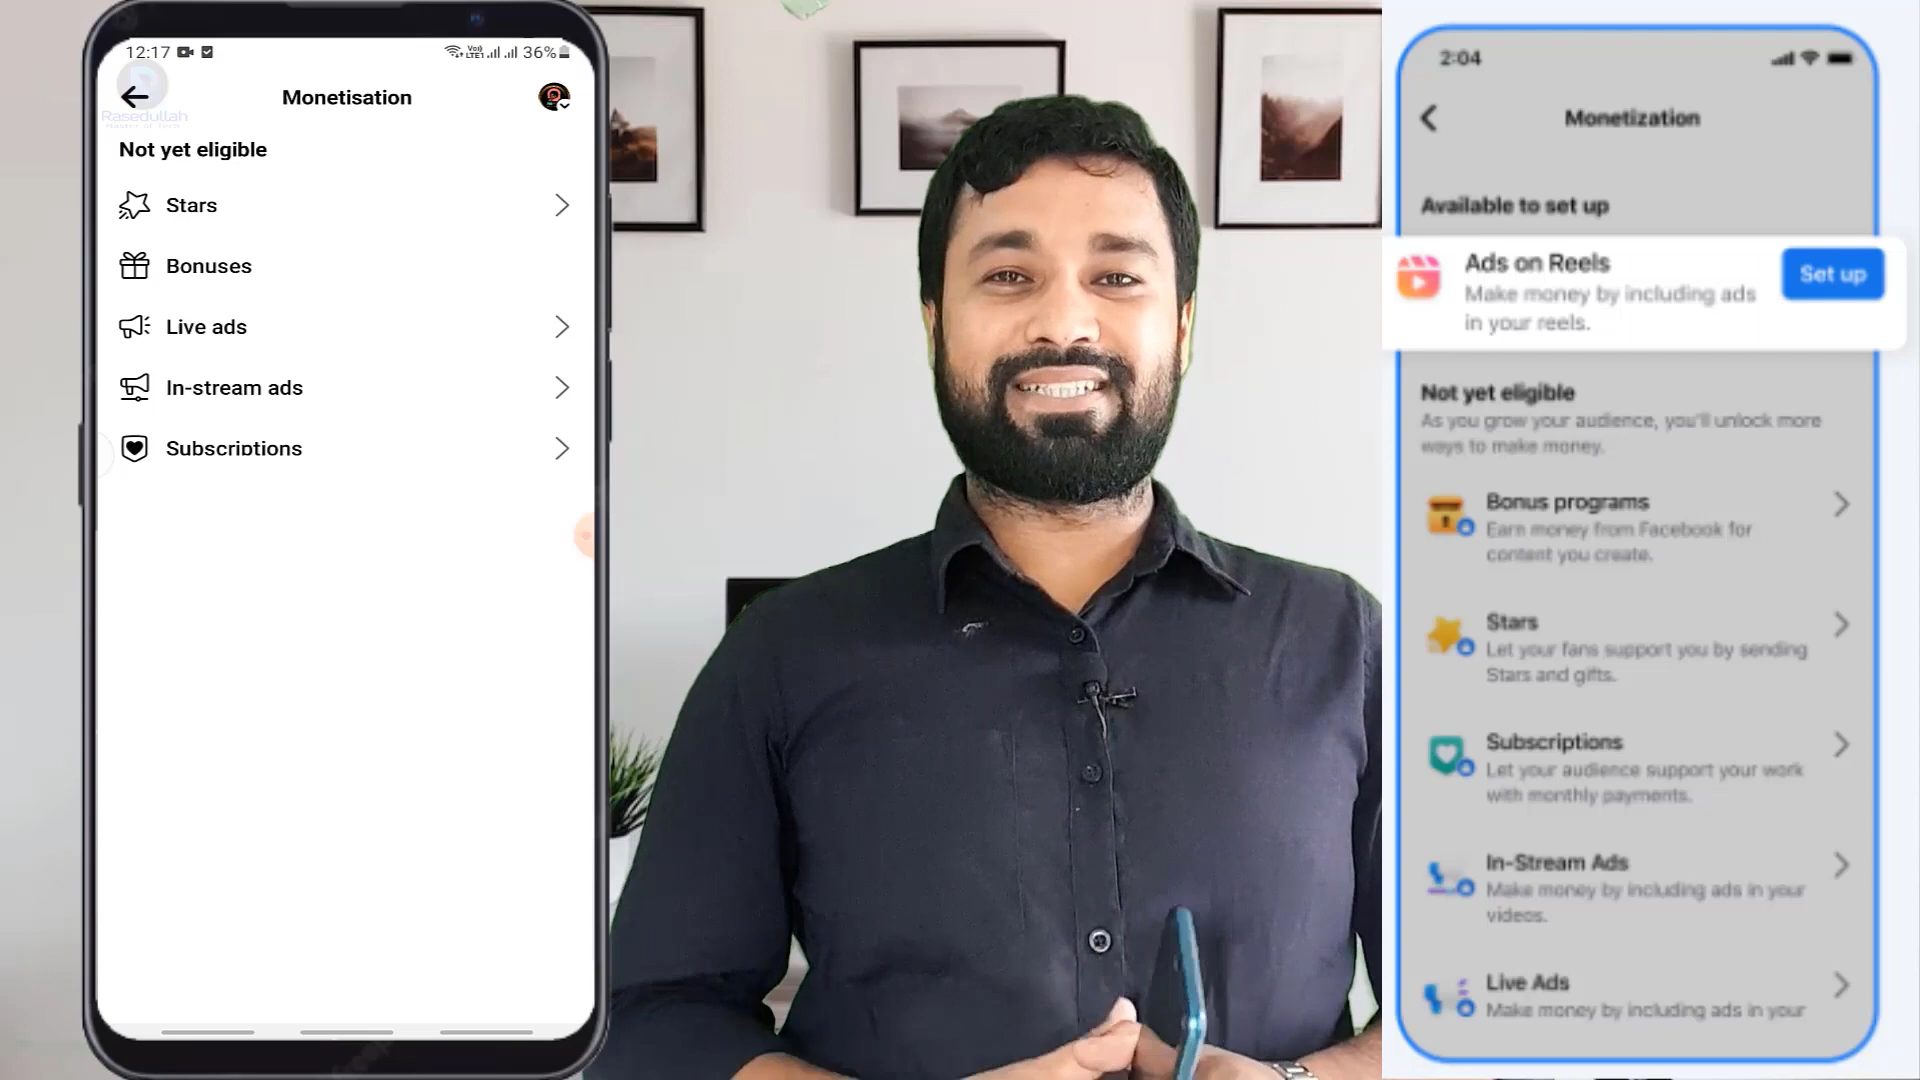 12:17
36%
Monetisation
Rasedullah
Not yet eligible
Stars
Bonuses
Live ads
In-stream ads
Subscriptions
2:04
Monetization
Available to set up
Ads on Reels
Make money by including ads
in your reels.
Set up
Not yet eligible
As you grow your audience, you'll unlock more
ways to make money.
Bonus programs
Earn money from Facebook for
content you create.
Stars
Let your fans support you by sending
Stars and gifts.
Subscriptions
Let your audience support your work
with monthly payments.
In-Stream Ads
Make money by including ads in your
videos.
Live Ads
Make money by including ads in your